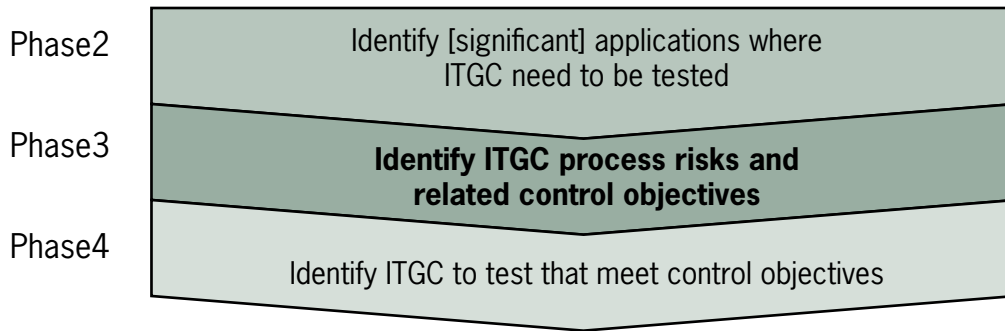 Phase2
Identify [significant] applications where
ITGC need to be tested
Phase3
Identify ITGC process risks and
related control objectives
Phase4
Identify ITGC to test that meet control objectives